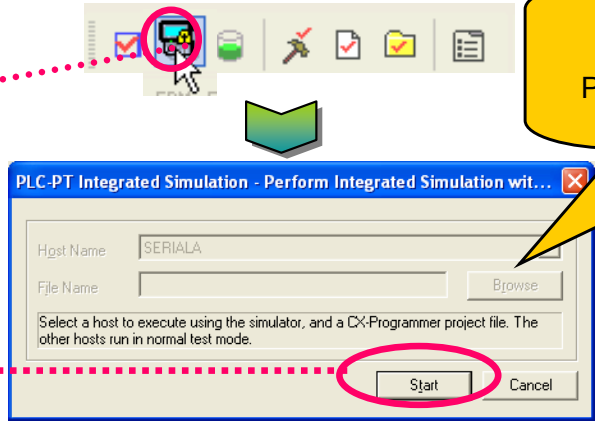 P
PLC-PT Integrated Simulation - Perform Integrated Simulation wit...
Host Name SERIALA
File Name Browse
Select a host to execute using the simulator, and a CX-Programmer project file. The
other hosts run in normal test mode.
Start Cancel